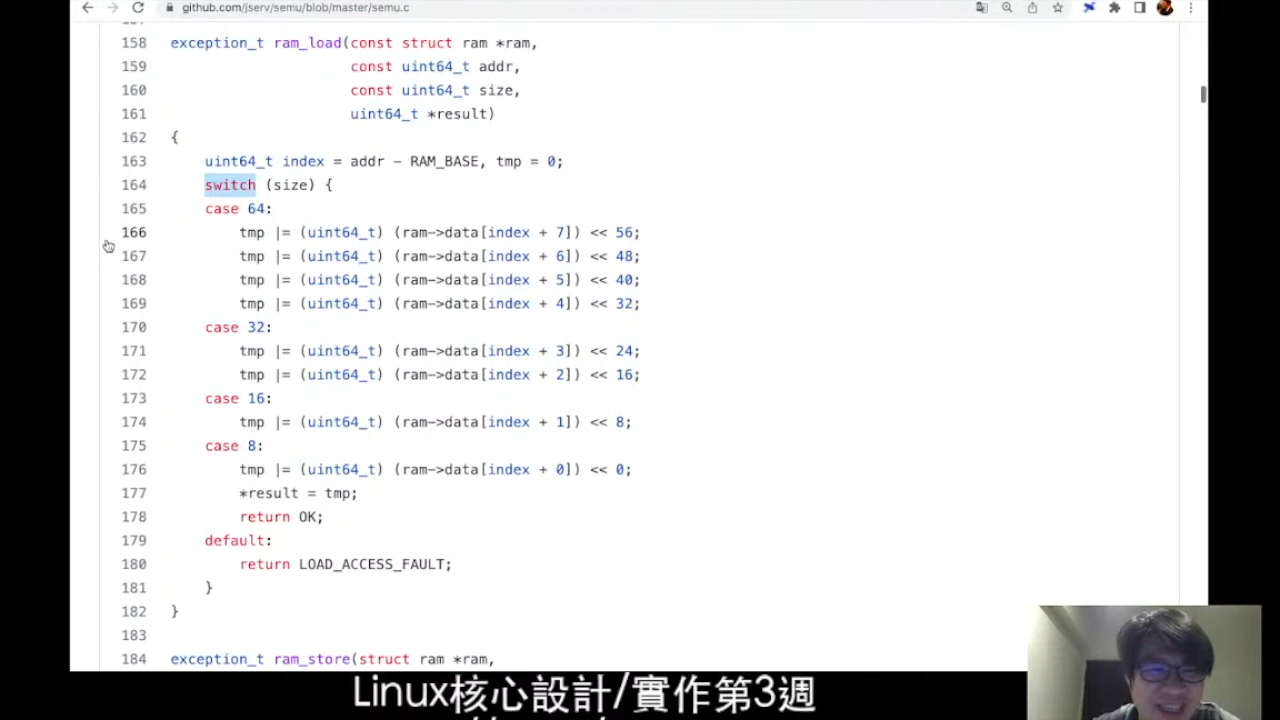 github.com/jserv/semu/blob/master/semu.c
158 exception_t ram_load(const struct ram *ram,
159 const uint64_t addr,
160 const uint64_t size,
161 uint64_t *result)
162 {
163 uint64_t index = addr - RAM_BASE, tmp = 0;
164 switch (size) {
165 case 64:
166 tmp |= (uint64_t) (ram->data[index + 7]) << 56;
167 tmp |= (uint64_t) (ram->data[index + 6]) << 48;
168 tmp |= (uint64_t) (ram->data[index + 5]) << 40;
169 tmp |= (uint64_t) (ram->data[index + 4]) << 32;
170 case 32:
171 tmp |= (uint64_t) (ram->data[index + 3]) << 24;
172 tmp |= (uint64_t) (ram->data[index + 2]) << 16;
173 case 16:
174 tmp |= (uint64_t) (ram->data[index + 1]) << 8;
175 case 8:
176 tmp |= (uint64_t) (ram->data[index + 0]) << 0;
177 *result = tmp;
178 return OK;
179 default:
180 return LOAD_ACCESS_FAULT;
181 }
182 }
183
184 exception_t ram_store(struct ram *ram,
Linux核心設計/實作第3週